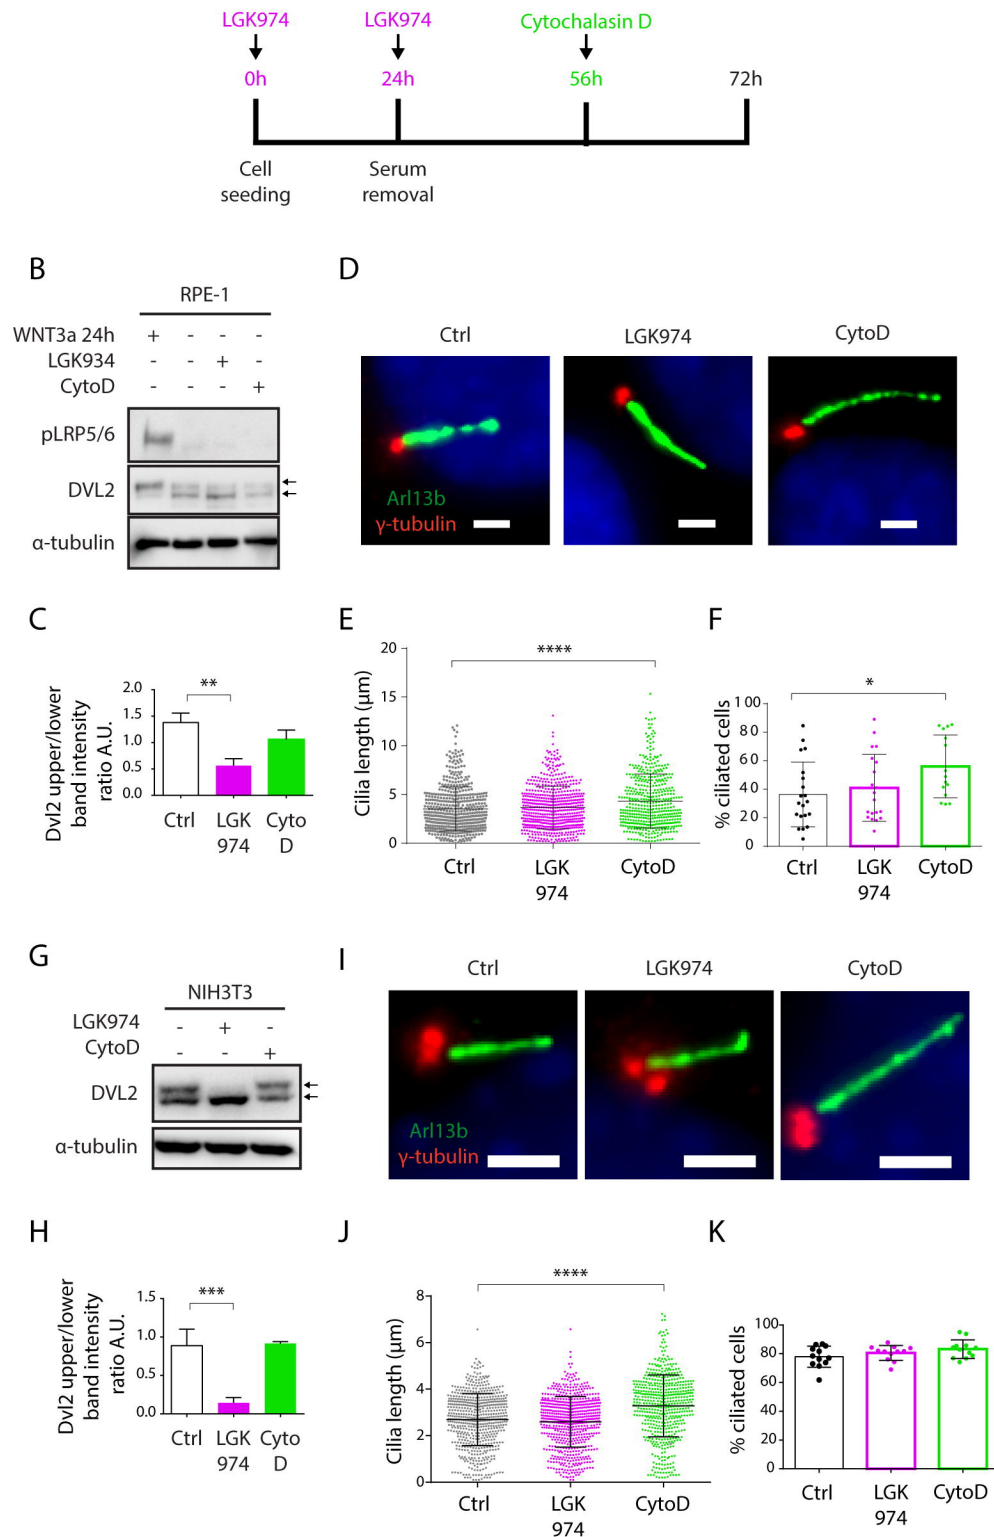 LGK974 LGK974 Cytochalasin D
0h 24h 56h 72h
Cell seeding
Serum removal
B
RPE-1
WNT3a 24h + - - -
LGK934 - - + -
CytoD - - - +
pLRP5/6
DVL2
α-tubulin
D
Ctrl LGK974 CytoD
Arl13b
γ-tubulin
C
Dvl2 upper/lower
band intensity
ratio A.U.
2.0
1.5
1.0
0.5
0.0
**
Ctrl LGK 974 Cyto D
E
Cilia length (µm)
20
15
10
5
0
****
Ctrl LGK 974 CytoD
F
% ciliated cells
100
80
60
40
20
0
*
Ctrl LGK 974 CytoD
G
NIH3T3
LGK974 - + -
CytoD - - +
DVL2
α-tubulin
I
Ctrl LGK974 CytoD
Arl13b
γ-tubulin
H
Dvl2 upper/lower
band intensity
ratio A.U.
1.5
1.0
0.5
0.0
***
Ctrl LGK 974 Cyto D
J
Cilia length (µm)
8
6
4
2
0
****
Ctrl LGK 974 CytoD
K
% ciliated cells
100
80
60
40
20
0
Ctrl LGK 974 CytoD